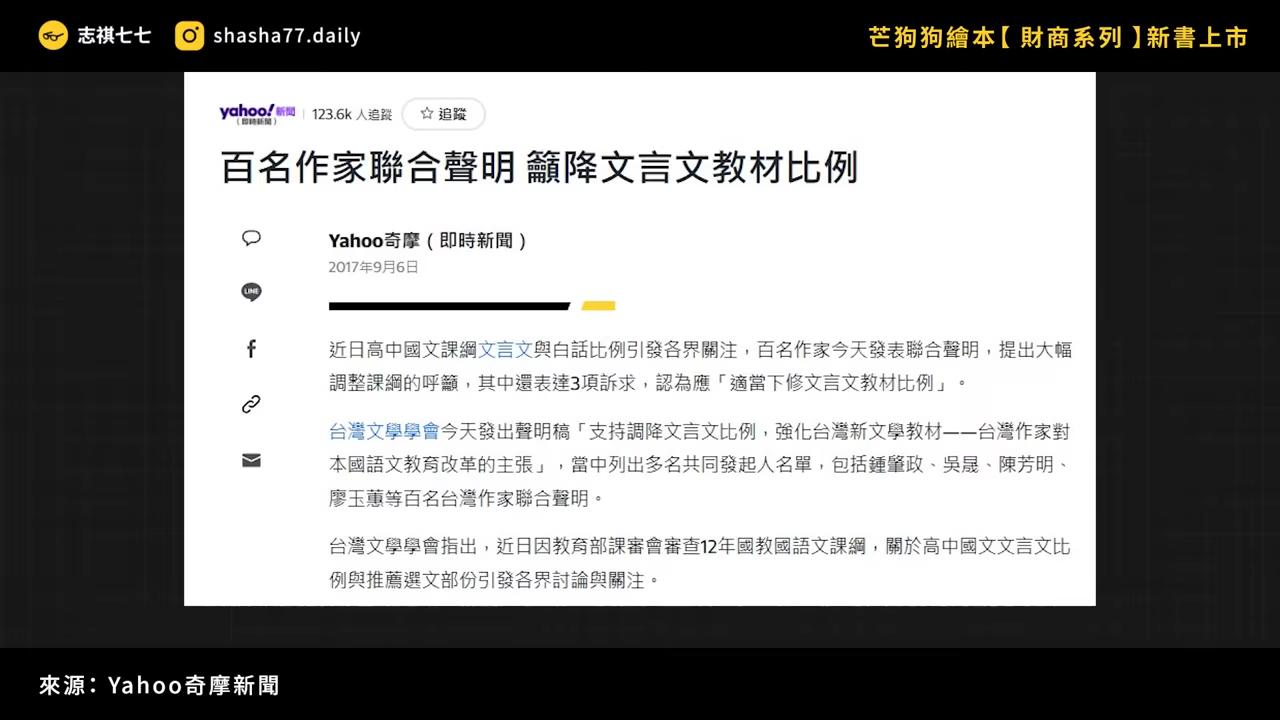 志祺七七 shasha77.daily
芒狗狗繪本【 財商系列 】新書上市
yahoo!新聞 (即時新聞) 123.6k 人追蹤 ☆ 追蹤
百名作家聯合聲明 籲降文言文教材比例
Yahoo奇摩(即時新聞)
2017年9月6日
LINE
近日高中國文課綱文言文與白話比例引發各界關注，百名作家今天發表聯合聲明，提出大幅
調整課綱的呼籲，其中還表達3項訴求，認為應「適當下修文言文教材比例」。
台灣文學學會今天發出聲明稿「支持調降文言文比例，強化台灣新文學教材——台灣作家對
本國語文教育改革的主張」，當中列出多名共同發起人名單，包括鍾肇政、吳晟、陳芳明、
廖玉蕙等百名台灣作家聯合聲明。
台灣文學學會指出，近日因教育部課審會審查12年國教國語文課綱，關於高中國文文言文比
例與推薦選文部份引發各界討論與關注。
來源：Yahoo奇摩新聞